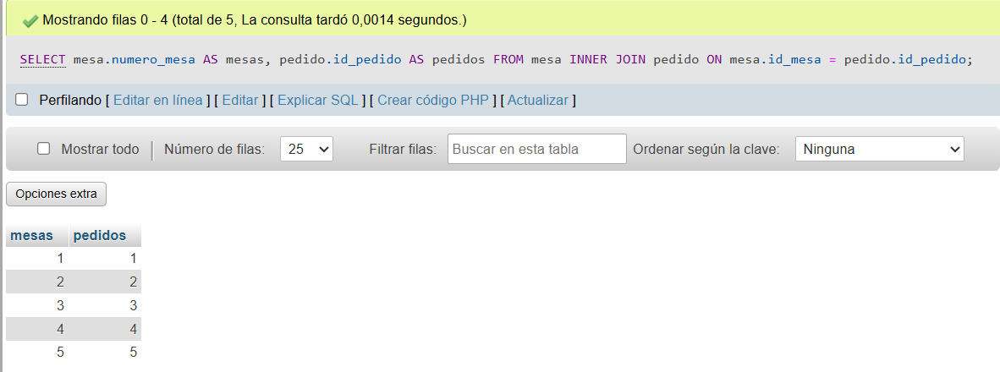 Mostrando filas 0 - 4 (total de 5, La consulta tardó 0,0014 segundos.)
SELECT mesa.numero_mesa AS mesas, pedido.id_pedido AS pedidos FROM mesa INNER JOIN pedido ON mesa.id_mesa = pedido.id_pedido;
Perfilando [ Editar en línea ] [ Editar ] [ Explicar SQL ] [ Crear código PHP ] [ Actualizar ]
Mostrar todo | Número de filas: 25 Filtrar filas: Buscar en esta tabla Ordenar según la clave: Ninguna
Opciones extra
mesas pedidos
1 1
2 2
3 3
4 4
5 5